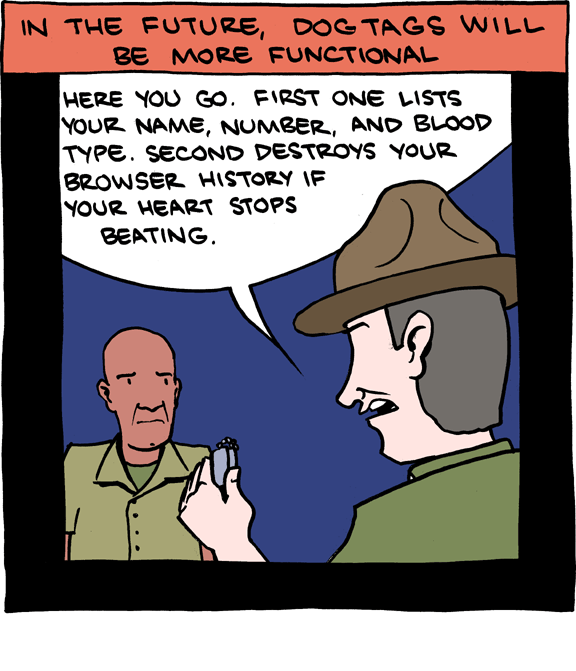 IN THE FUTURE, DOGTAGS WILL
BE MORE FUNCTIONAL
HERE YOU GO. FIRST ONE LISTS
YOUR NAME, NUMBER, AND BLOOD
TYPE. SECOND DESTROYS YOUR
BROWSER HISTORY IF
YOUR HEART STOPS
BEATING.